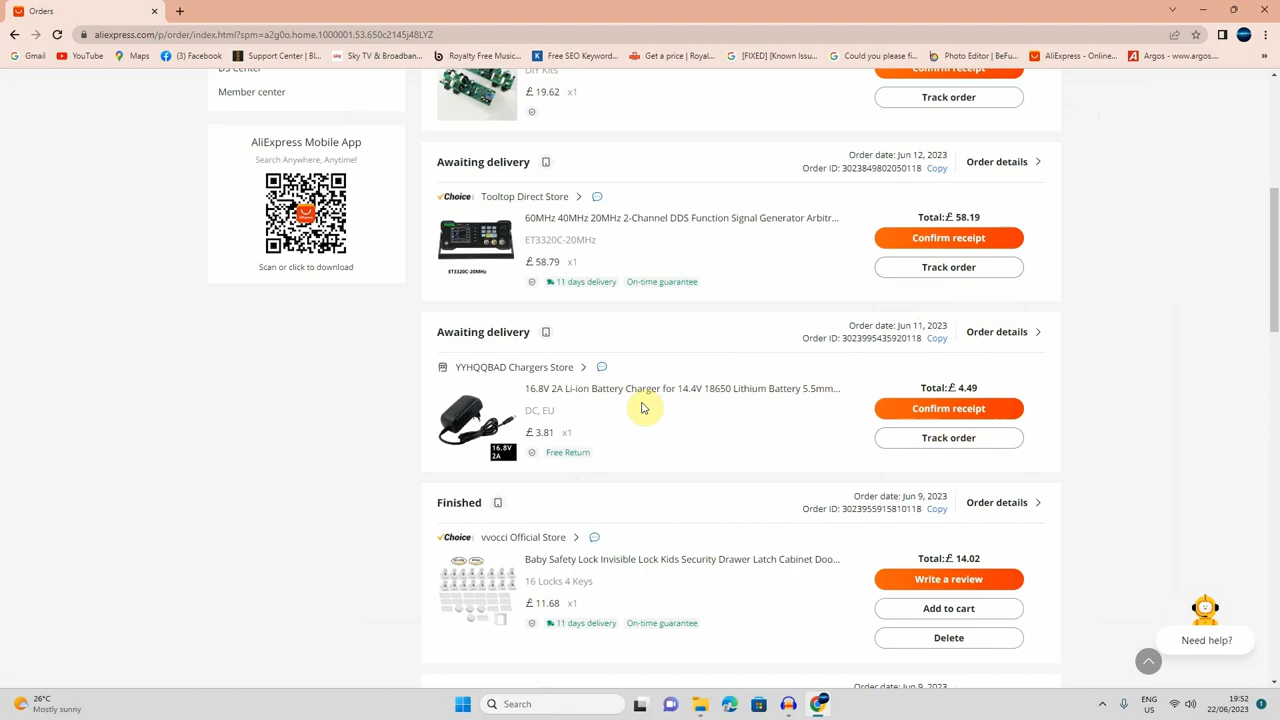 Orders
aliexpress.com/p/order/index.html?spm=a2g0o.home.1000001.53.650c2145j48LYZ
Gmail YouTube Maps (3) Facebook Support Center | Bl... Sky TV & Broadban... Royalty Free Music... Free SEO Keyword... Get a price | Royal... [FIXED] [Known Issu... Could you please fi... Photo Editor | BeFu... AliExpress - Online... Argos - www.argos....
DS Center
Member center
AliExpress Mobile App
Search Anywhere, Anytime!
Scan or click to download
DIY Kits
£ 19.62 x1
Confirm receipt
Track order
Awaiting delivery
Order date: Jun 12, 2023
Order ID: 3023849802050118 Copy
Order details
Choice Tooltop Direct Store
60MHz 40MHz 20MHz 2-Channel DDS Function Signal Generator Arbitr...
ET3320C-20MHz
£ 58.79 x1
11 days delivery On-time guarantee
ET3320C-20MHz
Total:£ 58.19
Confirm receipt
Track order
Awaiting delivery
Order date: Jun 11, 2023
Order ID: 3023995435920118 Copy
Order details
YYHQQBAD Chargers Store
16.8V 2A Li-ion Battery Charger for 14.4V 18650 Lithium Battery 5.5mm...
DC, EU
£ 3.81 x1
Free Return
16.8V
2A
Total:£ 4.49
Confirm receipt
Track order
Finished
Order date: Jun 9, 2023
Order ID: 3023955915810118 Copy
Order details
Choice vvocci Official Store
Baby Safety Lock Invisible Lock Kids Security Drawer Latch Cabinet Doo...
16 Locks 4 Keys
£ 11.68 x1
11 days delivery On-time guarantee
Total:£ 14.02
Write a review
Add to cart
Delete
Need help?
26°C
Mostly sunny
Search
ENG
US
19:52
22/06/2023